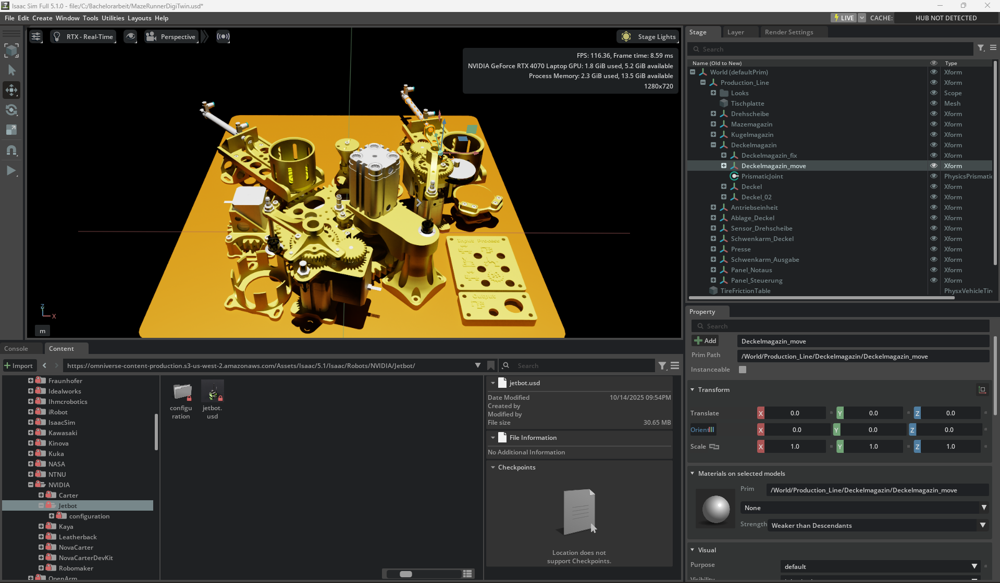 Isaac Sim Full 5.1.0 - file:/C:/Bachelorarbeit/MazeRunnerDigiTwin.usd*
File Edit Create Window Tools Utilities Layouts Help
LIVE CACHE: HUB NOT DETECTED
RTX - Real-Time Perspective Stage Lights
FPS: 116.36, Frame time: 8.59 ms
NVIDIA GeForce RTX 4070 Laptop GPU: 1.8 GiB used, 5.2 GiB available
Process Memory: 2.3 GiB used, 13.5 GiB available
1280x720
Input Process
Output
Z
X
m
Stage Layer Render Settings
Search
Name (Old to New) Type
World (defaultPrim) Xform
Production_Line Xform
Looks Scope
Tischplatte Mesh
Drehscheibe Xform
Mazemagazin Xform
Kugelmagazin Xform
Deckelmagazin Xform
Deckelmagazin_fix Xform
Deckelmagazin_move Xform
PrismaticJoint PhysicsPrismatic
Deckel Xform
Deckel_02 Xform
Antriebseinheit Xform
Ablage_Deckel Xform
Sensor_Drehscheibe Xform
Schwenkarm_Deckel Xform
Presse Xform
Schwenkarm_Ausgabe Xform
Panel_Notaus Xform
Panel_Steuerung Xform
TireFrictionTable PhysxVehicleTir
Console Content
Import https://omniverse-content-production.s3-us-west-2.amazonaws.com/Assets/Isaac/5.1/Isaac/Robots/NVIDIA/Jetbot/ Search
Fraunhofer
Idealworks
Ihmcrobotics
iRobot
IsaacSim
Kawasaki
Kinova
Kuka
NASA
NTNU
NVIDIA
Carter
Jetbot
configuration
Kaya
Leatherback
NovaCarter
NovaCarterDevKit
Robomaker
OpenArm
configu
ration
jetbot.
usd
jetbot.usd
Date Modified 10/14/2025 09:54PM
Created by
Modified by
File size 30.65 MB
File Information
No Additional Information
Checkpoints
Location does not
support Checkpoints.
Property
Search
Add Deckelmagazin_move
Prim Path /World/Production_Line/Deckelmagazin/Deckelmagazin_move
Instanceable
Transform
Translate X 0.0 Y 0.0 Z 0.0
Orient X 0.0 Y 0.0 Z 0.0
Scale X 1.0 Y 1.0 Z 1.0
Materials on selected models
Prim /World/Production_Line/Deckelmagazin/Deckelmagazin_move
None
Strength Weaker than Descendants
Visual
Purpose default
Visibility